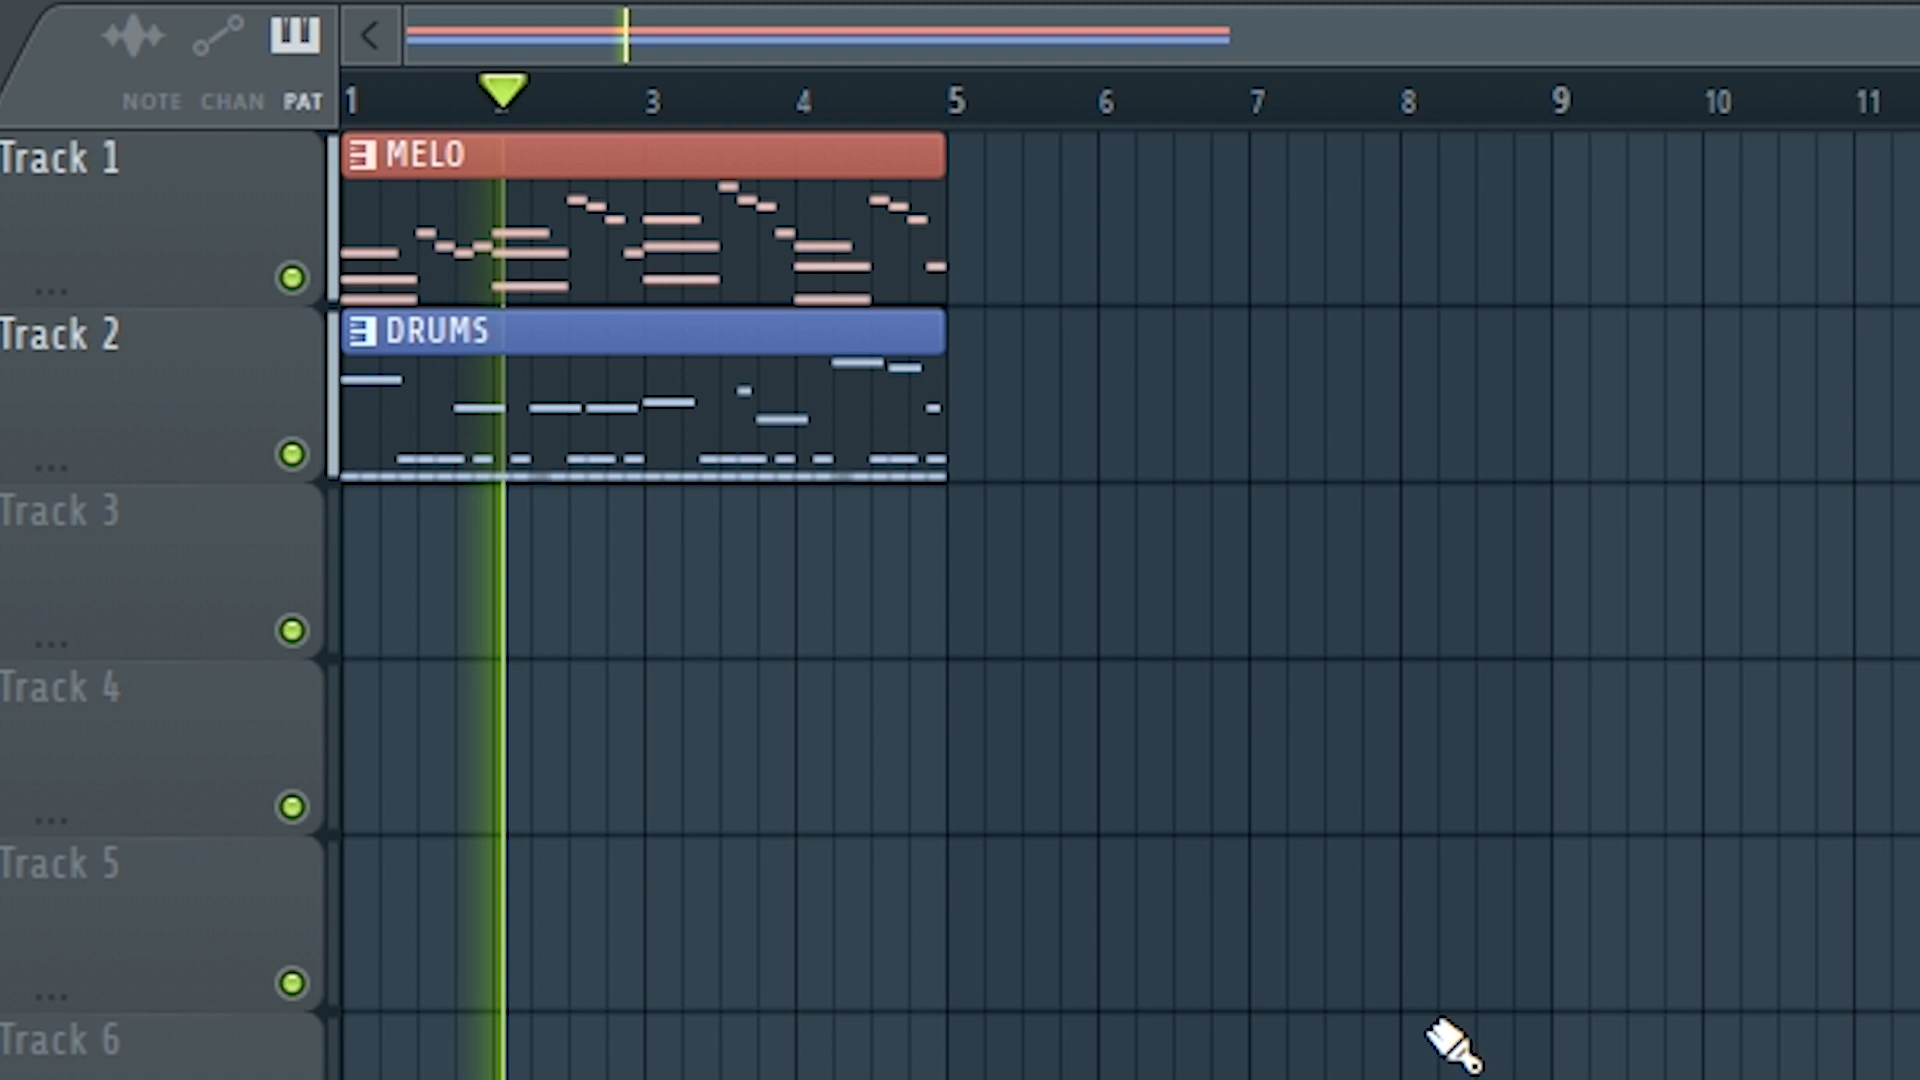 NOTE CHAN PAT
1 3 4 5 6 7 8 9 10 11
Track 1
MELO
...
Track 2
DRUMS
...
Track 3
...
Track 4
...
Track 5
...
Track 6